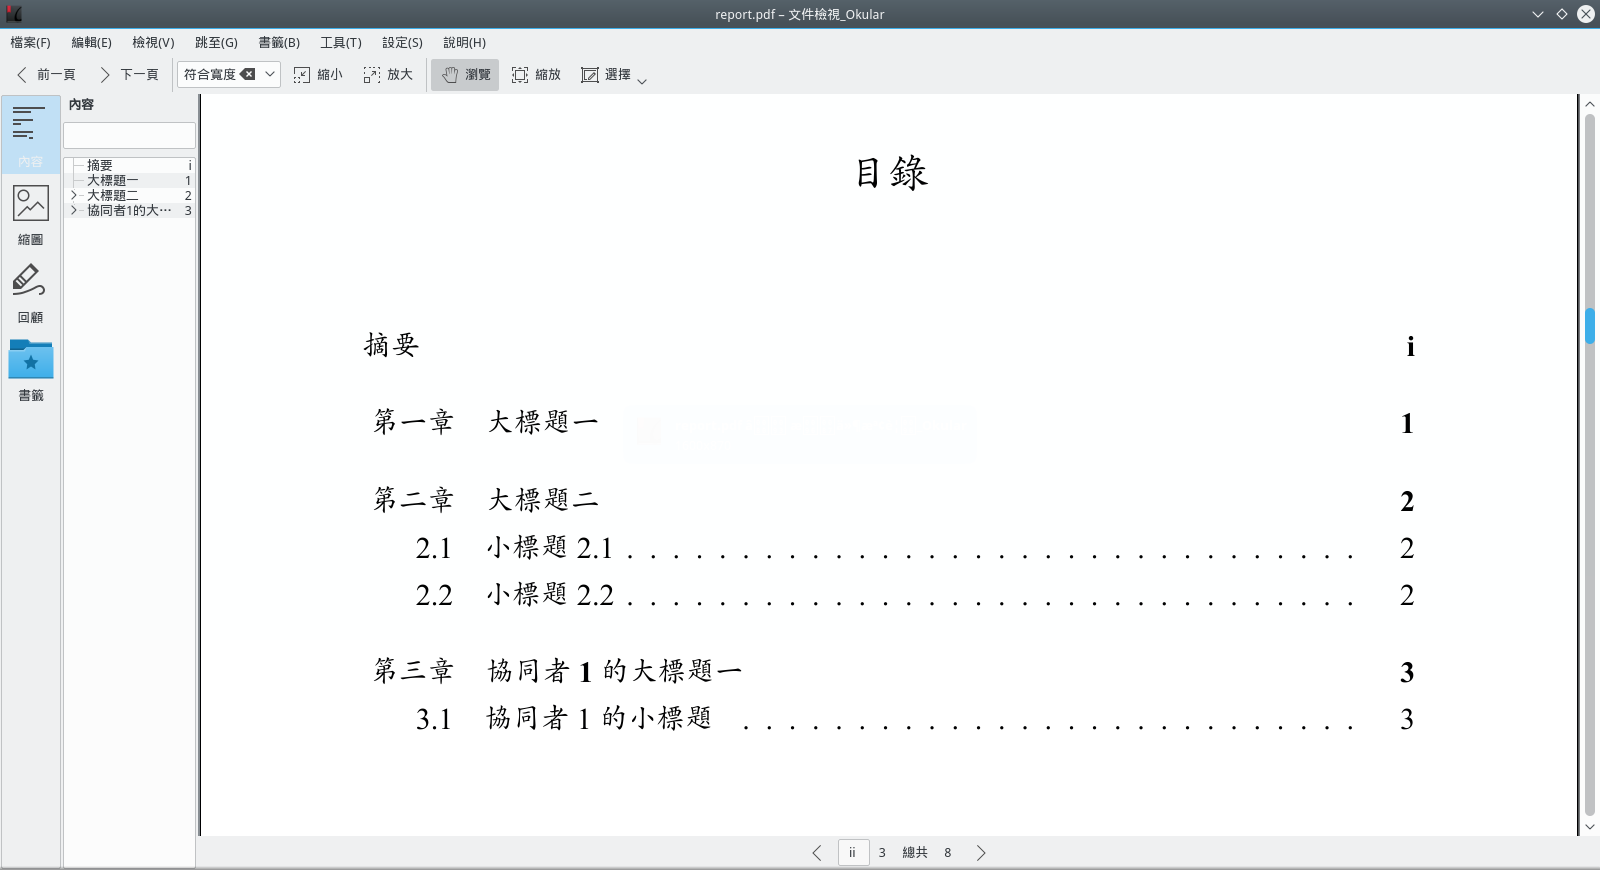 report.pdf – 文件檢視_Okular
檔案(F) 編輯(E) 檢視(V) 跳至(G) 書籤(B) 工具(T) 設定(S) 說明(H)
前一頁 下一頁 符合寬度 縮小 放大 瀏覽 縮放 選擇
內容
內容
摘要 i
大標題一 1
大標題二 2
協同者1的大⋯ 3
縮圖
回顧
書籤
目錄
摘要 i
第一章 大標題一 1
第二章 大標題二 2
2.1 小標題 2.1 . . . . . . . . . . . . . . . . . . . . . . . . . . . . . . . . 2
2.2 小標題 2.2 . . . . . . . . . . . . . . . . . . . . . . . . . . . . . . . . 2
第三章 協同者 1 的大標題一 3
3.1 協同者 1 的小標題 . . . . . . . . . . . . . . . . . . . . . . . . . . . 3
ii 3 總共 8